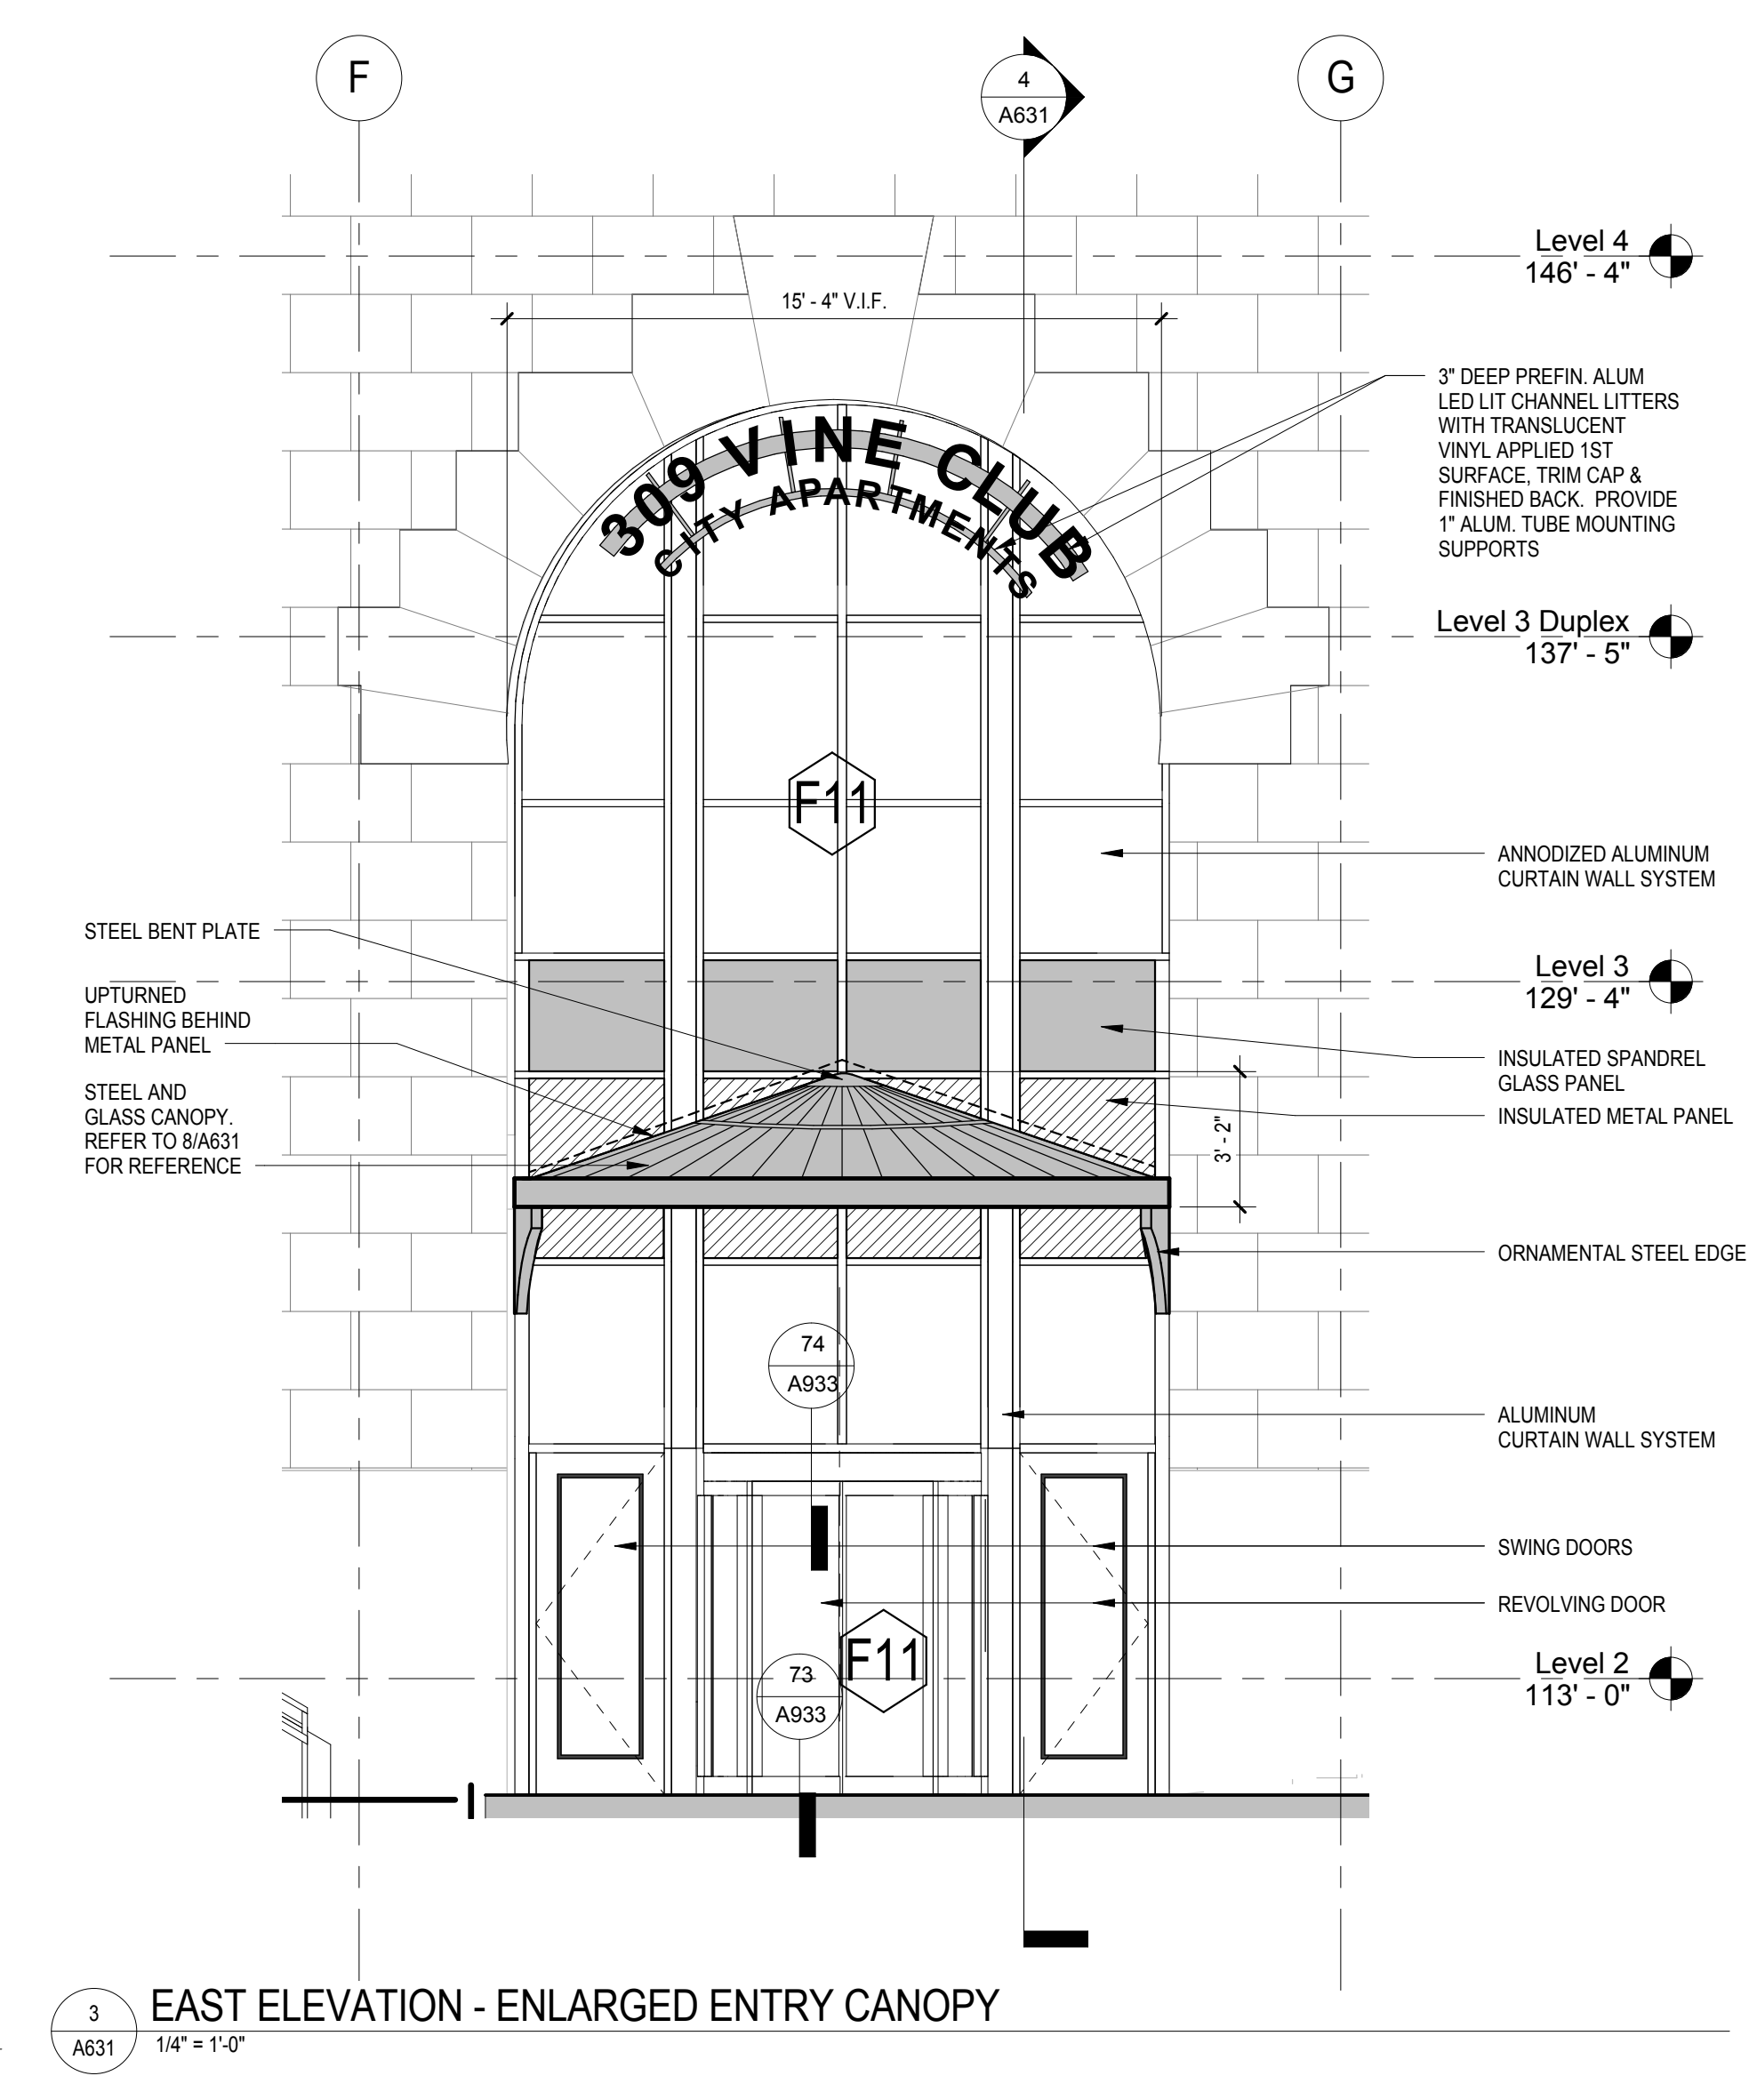 F
4
A631
G
Level 4
146' - 4"
15' - 4" V.I.F.
3" DEEP PREFIN. ALUM
LED LIT CHANNEL LITTERS
WITH TRANSLUCENT
VINYL APPLIED 1ST
SURFACE, TRIM CAP &
FINISHED BACK. PROVIDE
1" ALUM. TUBE MOUNTING
SUPPORTS
309 VINE CLUB
CITY APARTMENTS
Level 3 Duplex
137' - 5"
F11
ANNODIZED ALUMINUM
CURTAIN WALL SYSTEM
STEEL BENT PLATE
Level 3
129' - 4"
UPTURNED
FLASHING BEHIND
METAL PANEL
INSULATED SPANDREL
GLASS PANEL
STEEL AND
GLASS CANOPY.
REFER TO 8/A631
FOR REFERENCE
INSULATED METAL PANEL
3' - 2"
ORNAMENTAL STEEL EDGE
74
A933
ALUMINUM
CURTAIN WALL SYSTEM
SWING DOORS
REVOLVING DOOR
F11
73
A933
Level 2
113' - 0"
3
A631
EAST ELEVATION - ENLARGED ENTRY CANOPY
1/4" = 1'-0"